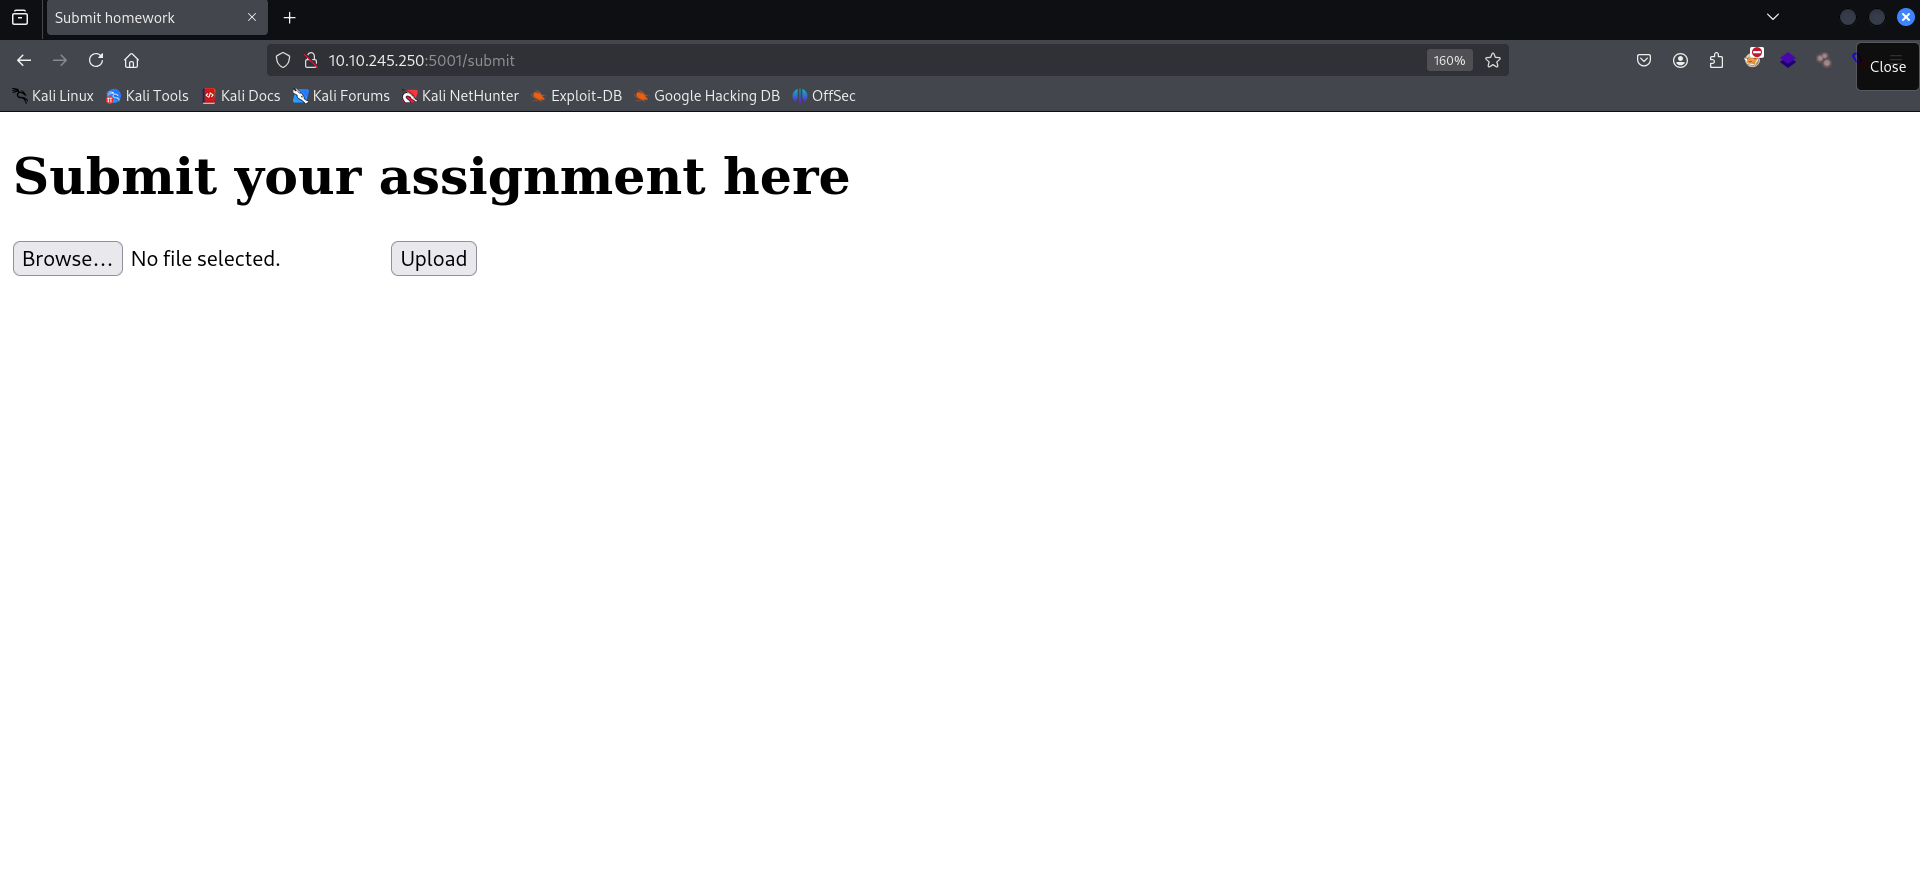 Submit homework
10.10.245.250:5001/submit
160%
Close
Kali Linux Kali Tools Kali Docs Kali Forums Kali NetHunter Exploit-DB Google Hacking DB OffSec
Submit your assignment here
Browse... No file selected. Upload